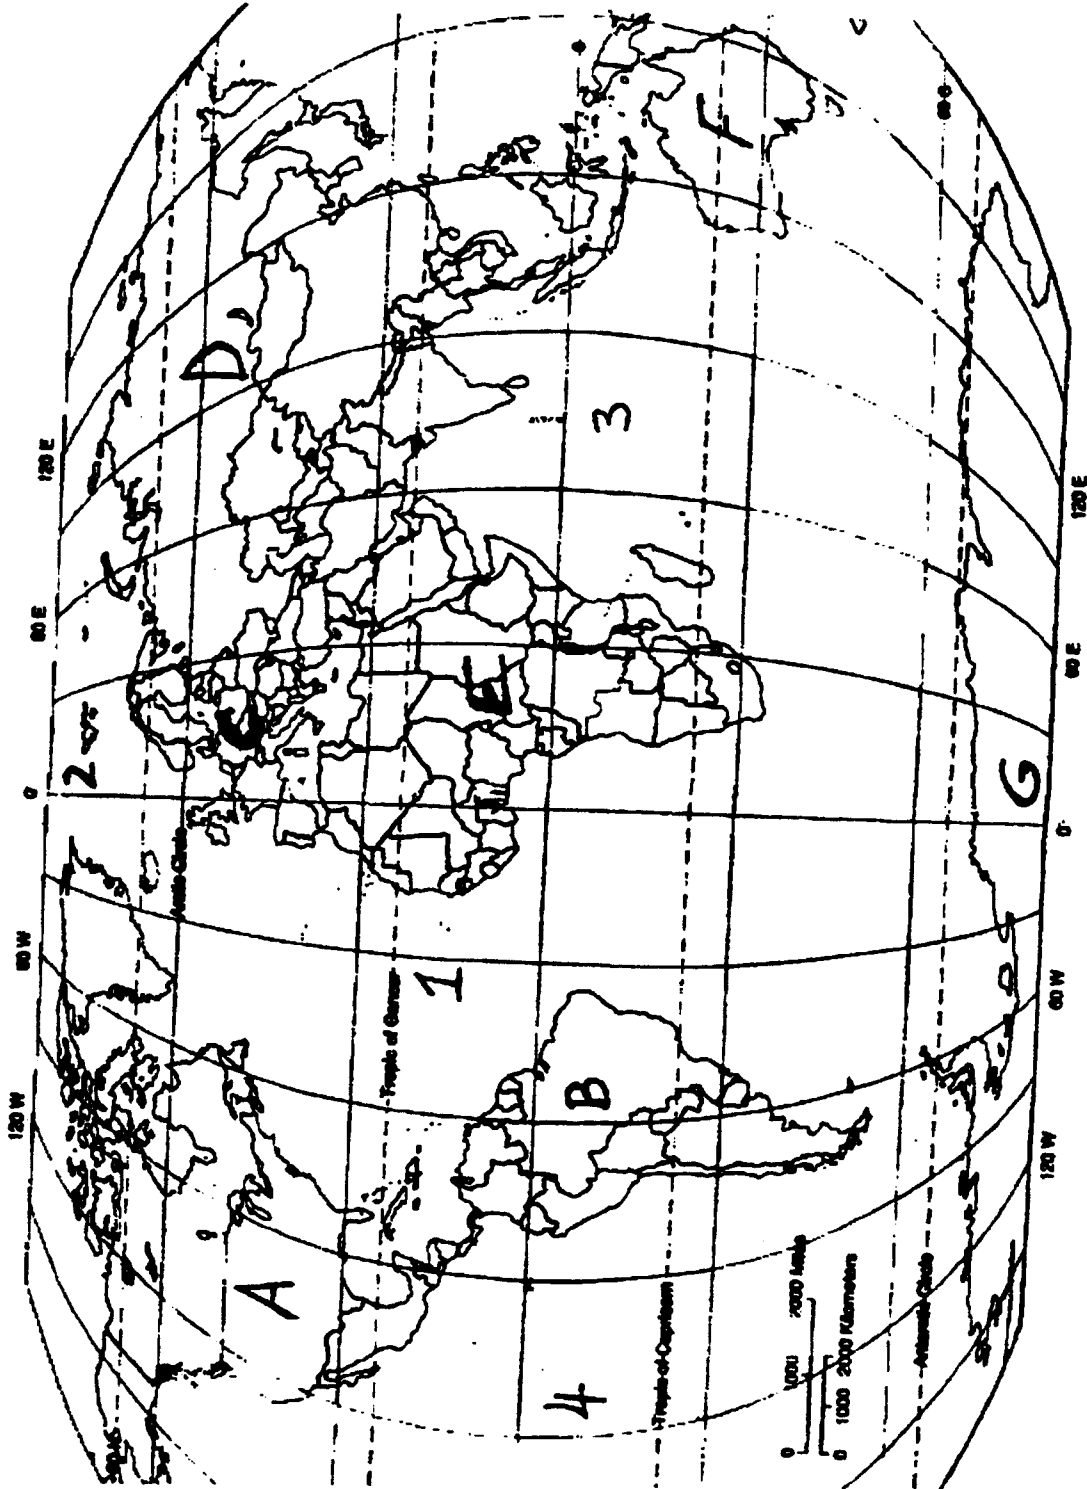 120 W
60 W
0
60 E
120 E
2
Arctic Circle
A
C
D
Tropic of Cancer
1
E
B
3
4
Tropic of Capricorn
F
0 1000 2000 Miles
0 1000 2000 Kilometers
Antarctic Circle
G
120 W
60 W
0
60 E
120 E